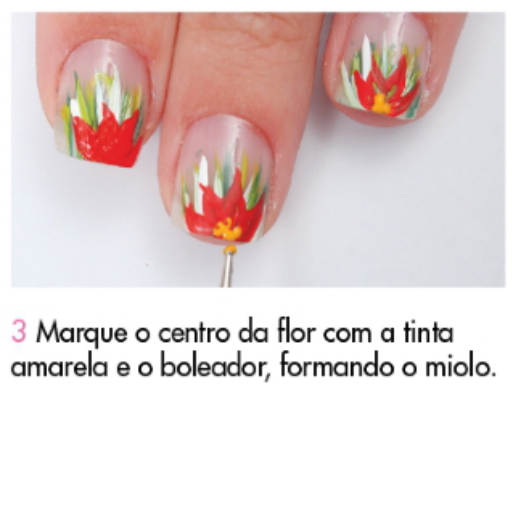 3 Marque o centro da flor com a tinta
amarela e o boleador, formando o miolo.